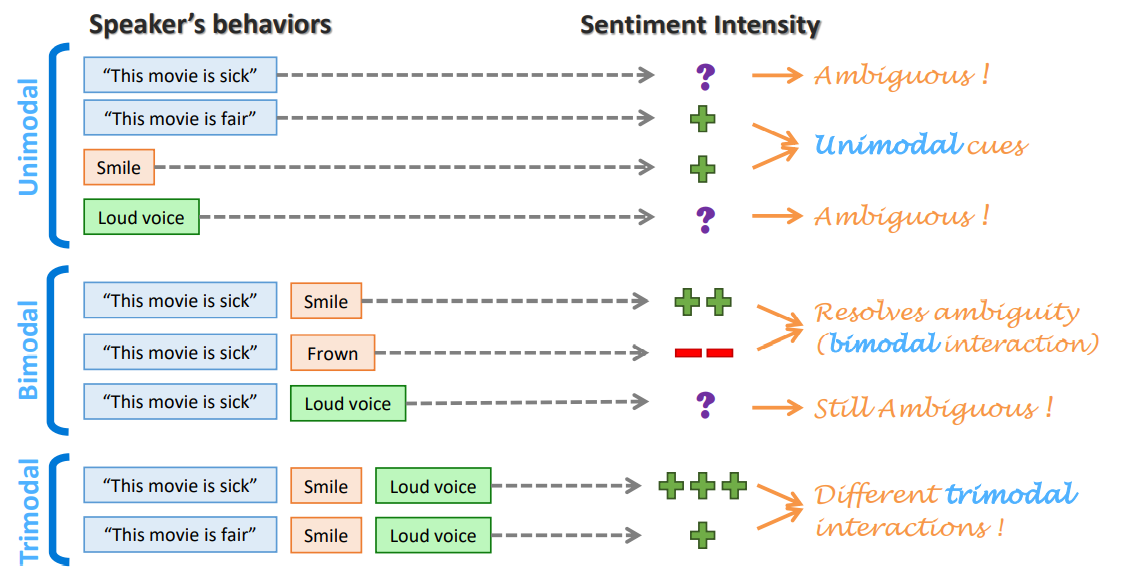 Speaker's behaviors
Sentiment Intensity
Unimodal
"This movie is sick"
?
Ambiguous !
"This movie is fair"
Smile
Unimodal cues
Loud voice
?
Ambiguous !
Bimodal
"This movie is sick" Smile
"This movie is sick" Frown
Resolves ambiguity
(bimodal interaction)
"This movie is sick" Loud voice
?
Still Ambiguous !
Trimodal
"This movie is sick" Smile Loud voice
"This movie is fair" Smile Loud voice
Different trimodal
interactions !